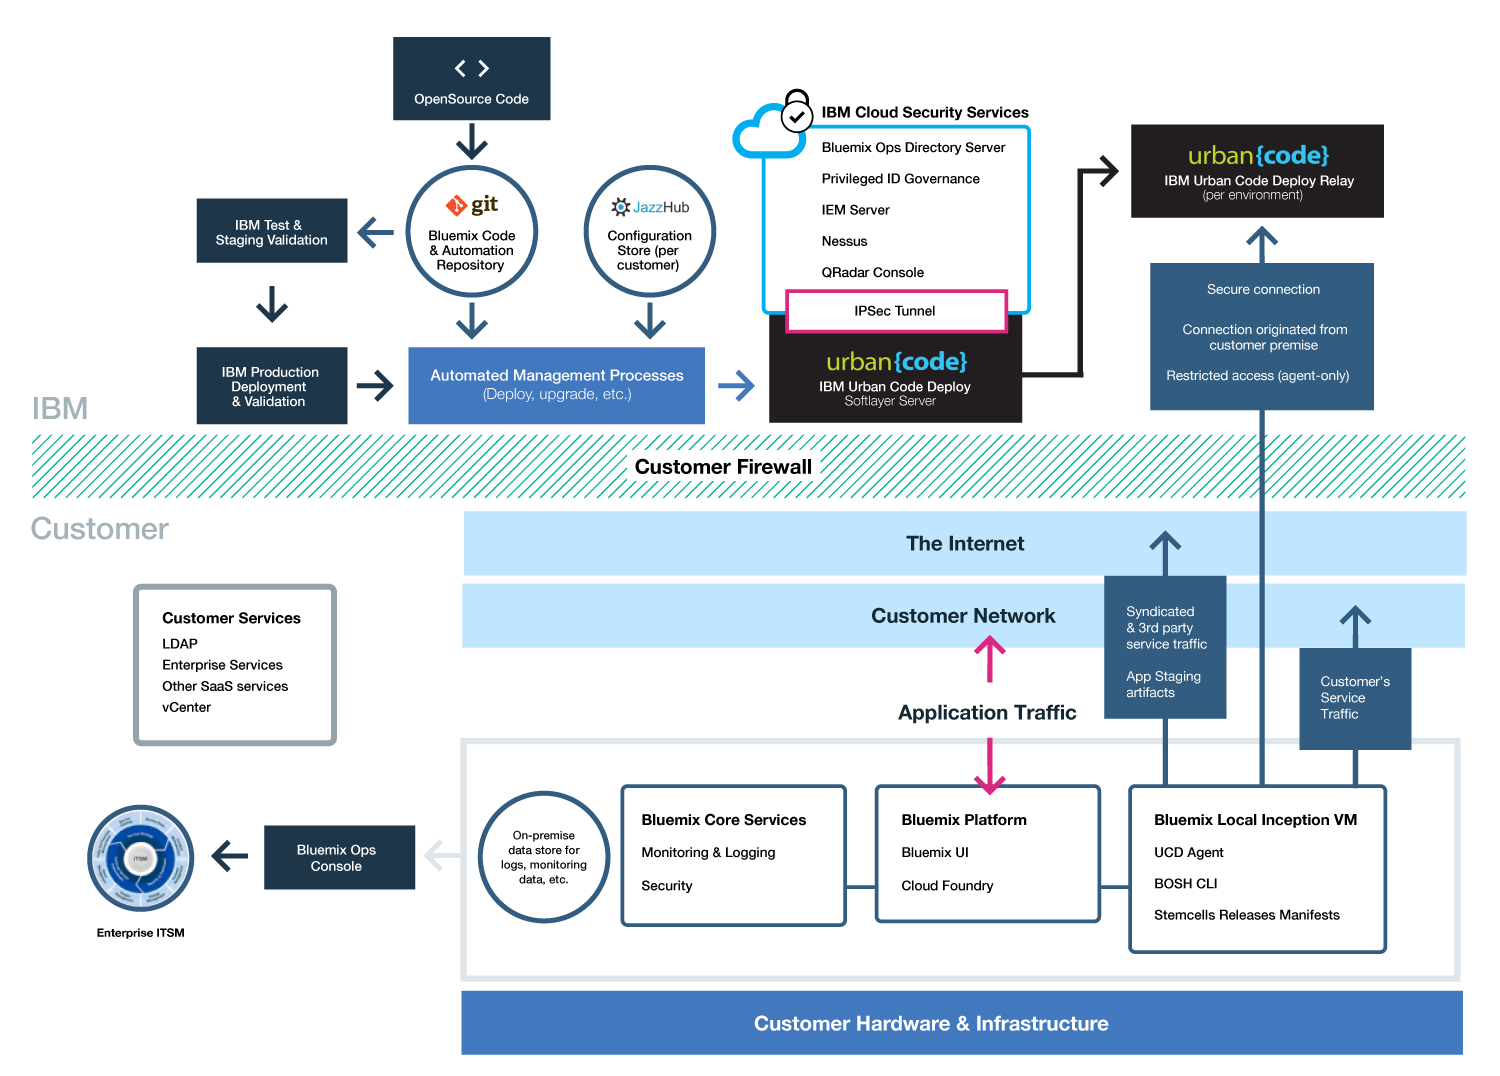 < >
OpenSource Code
git
Bluemix Code
& Automation
Repository
JazzHub
Configuration
Store (per
customer)
IBM Test &
Staging Validation
IBM Production
Deployment
& Validation
Automated Management Processes
(Deploy, upgrade, etc.)
IBM Cloud Security Services
Bluemix Ops Directory Server
Privileged ID Governance
IEM Server
Nessus
QRadar Console
IPSec Tunnel
urban{code}
IBM Urban Code Deploy
Softlayer Server
urban{code}
IBM Urban Code Deploy Relay
(per environment)
Secure connection
Connection originated from
customer premise
Restricted access (agent-only)
IBM
Customer Firewall
Customer
The Internet
Customer Network
Syndicated
& 3rd party
service traffic
App Staging
artifacts
Customer's
Service
Traffic
Application Traffic
Customer Services
LDAP
Enterprise Services
Other SaaS services
vCenter
ITSM
Enterprise ITSM
Bluemix Ops
Console
On-premise
data store for
logs, monitoring
data, etc.
Bluemix Core Services
Monitoring & Logging
Security
Bluemix Platform
Bluemix UI
Cloud Foundry
Bluemix Local Inception VM
UCD Agent
BOSH CLI
Stemcells Releases Manifests
Customer Hardware & Infrastructure